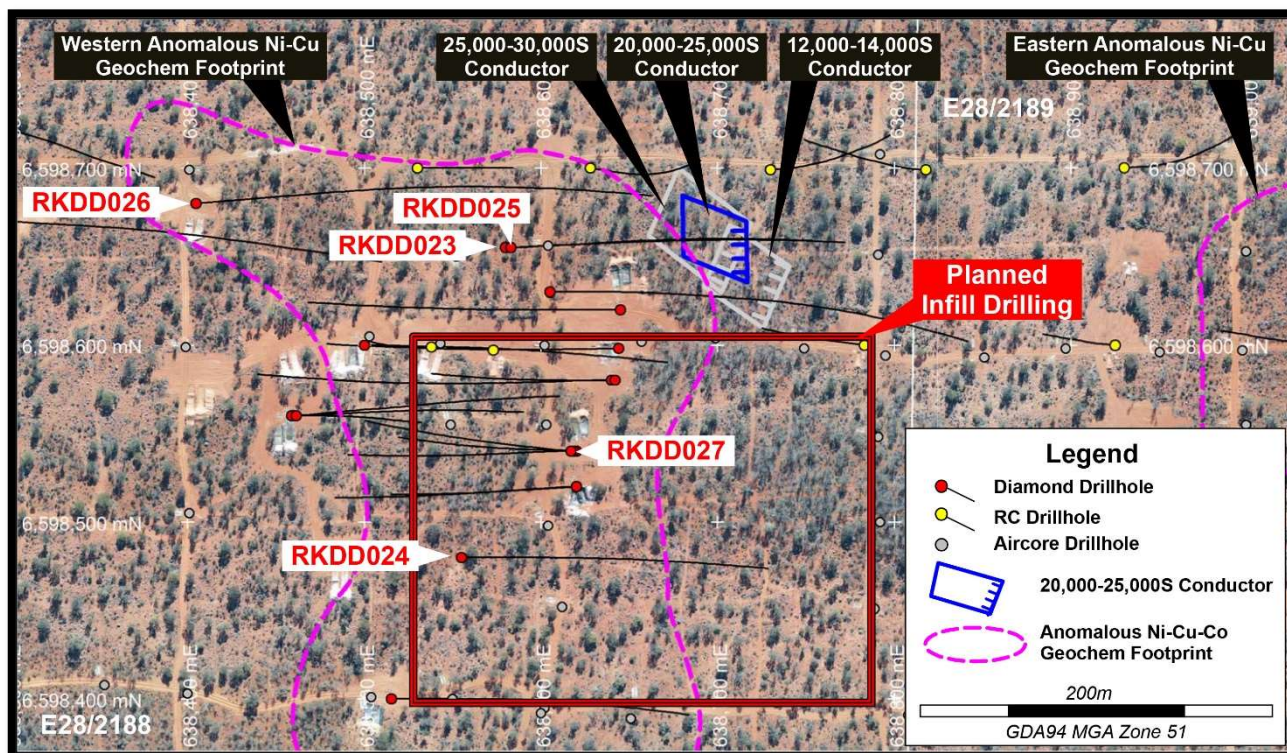 Western Anomalous Ni-Cu
Geochem Footprint
25,000-30,000S
Conductor
20,000-25,000S
Conductor
12,000-14,000S
Conductor
Eastern Anomalous Ni-Cu
Geochem Footprint
E28/2189
6,598,700 mN
6,598,700 mN
RKDD026
RKDD025
RKDD023
Planned
Infill Drilling
6,598,600 mN
6,598,600 mN
RKDD027
6,598,500 mN
RKDD024
6,598,400 mN
E28/2188
Legend
Diamond Drillhole
RC Drillhole
Aircore Drillhole
20,000-25,000S Conductor
Anomalous Ni-Cu-Co
Geochem Footprint
200m
GDA94 MGA Zone 51